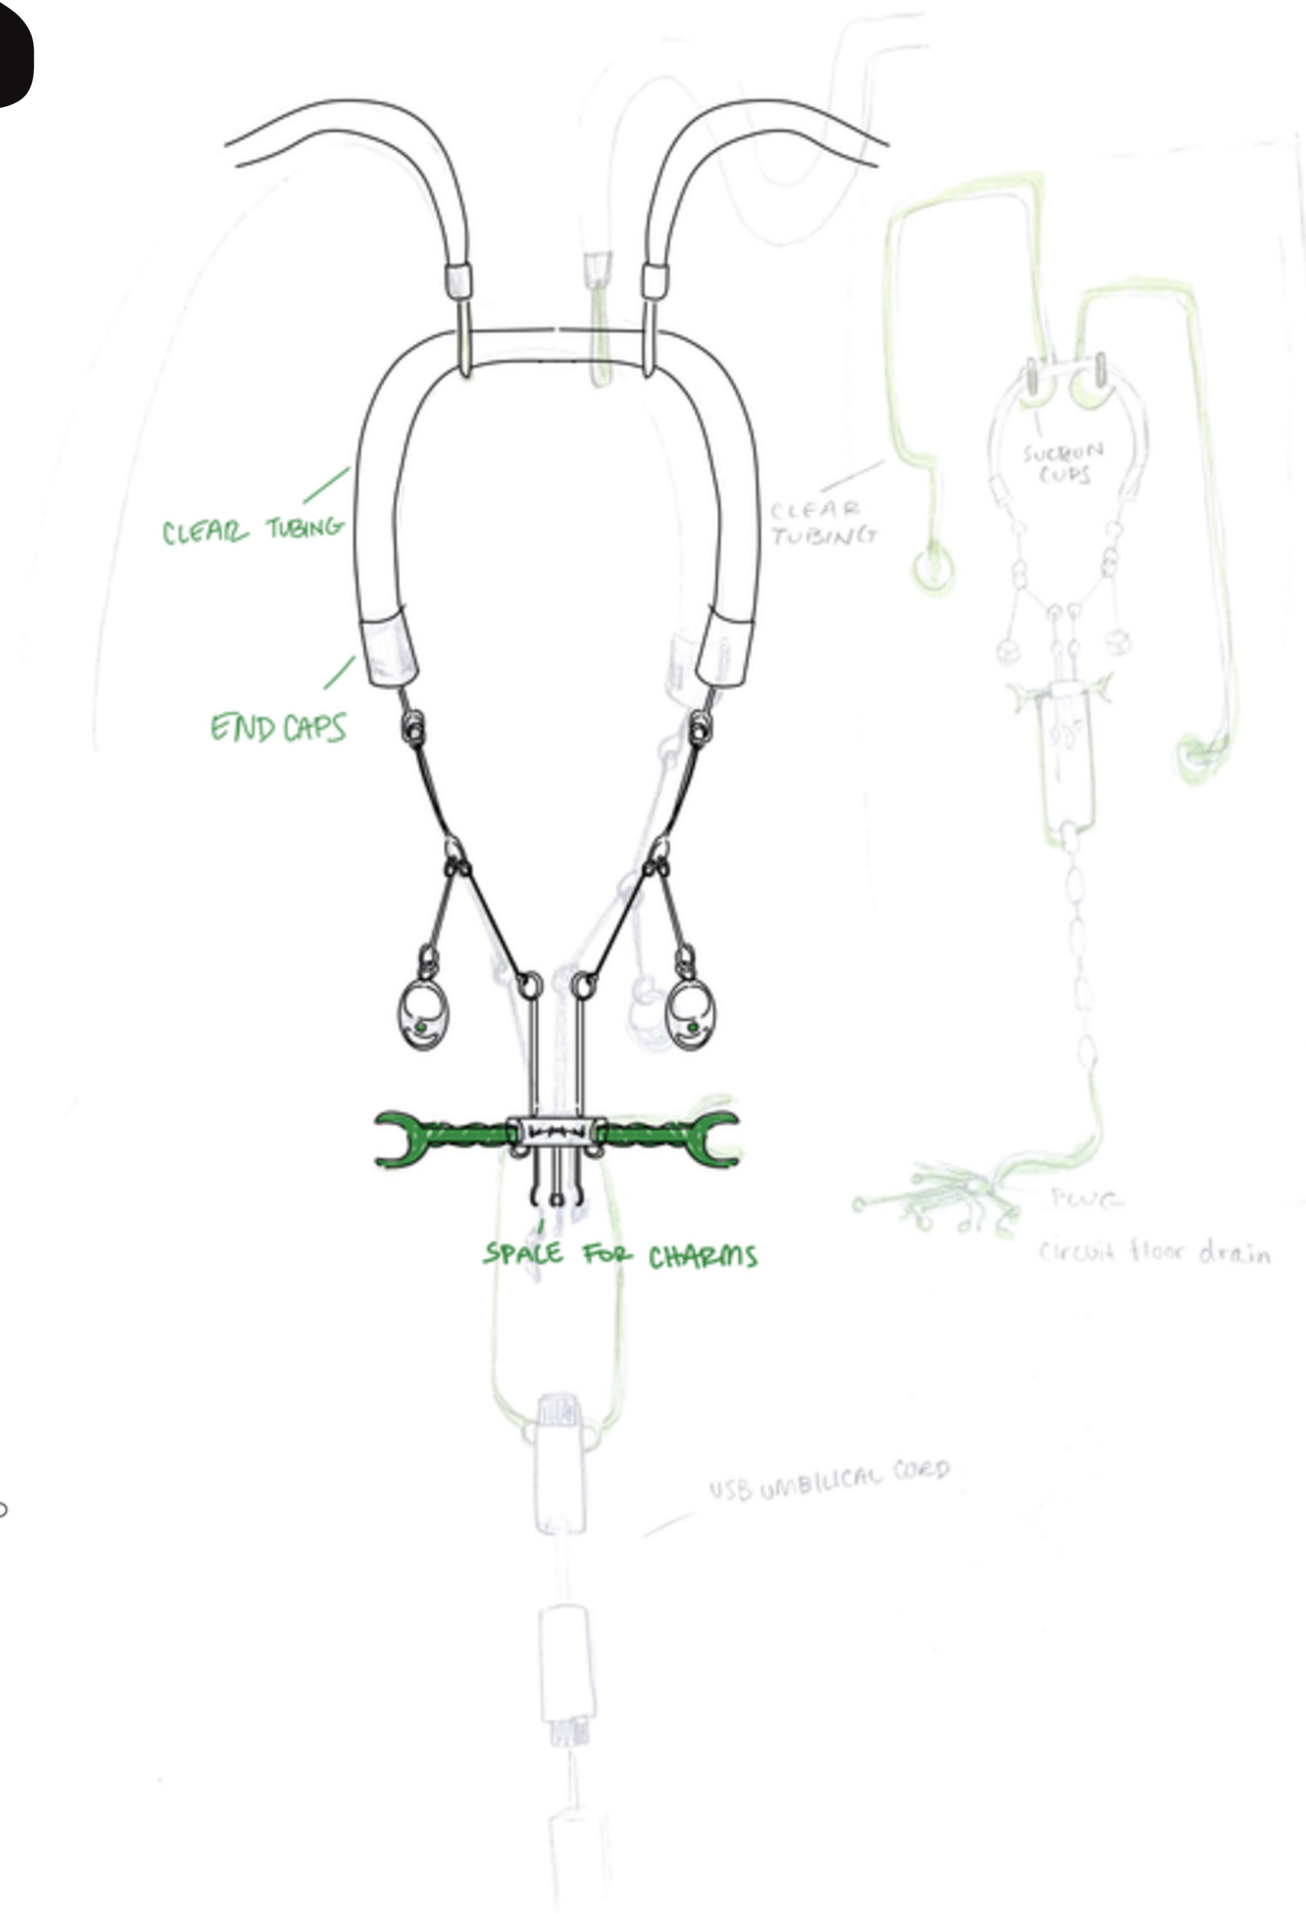 SUCTION
CUPS
CLEAR TUBING
CLEAR
TUBING
END CAPS
PLUG
circuit floor drain
SPACE FOR CHARMS
USB UMBILICAL CORD